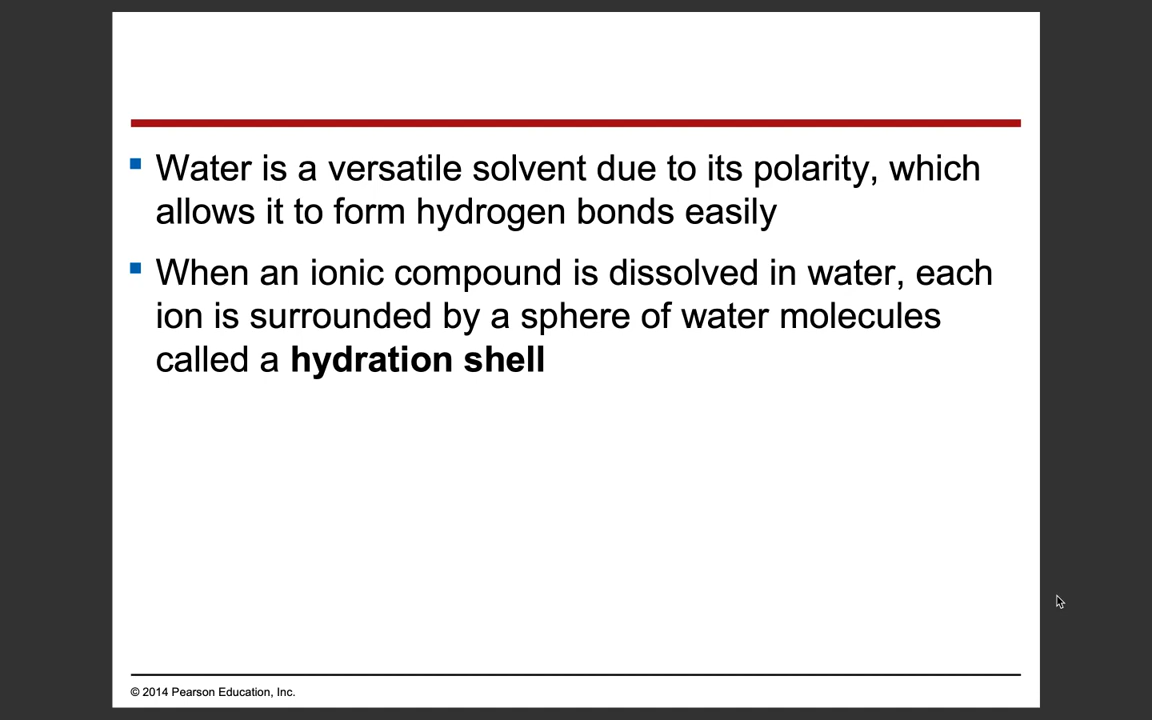 Water is a versatile solvent due to its polarity, which
allows it to form hydrogen bonds easily
When an ionic compound is dissolved in water, each
ion is surrounded by a sphere of water molecules
called a hydration shell
© 2014 Pearson Education, Inc.